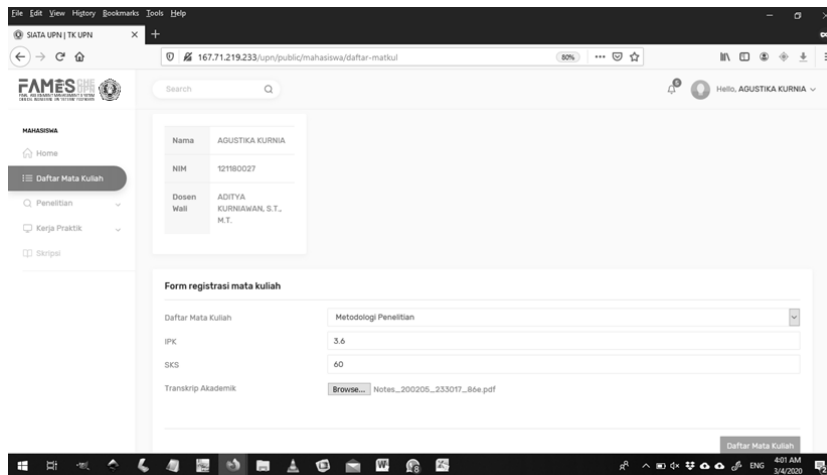 File Edit View History Bookmarks Tools Help
SIATA UPN | TK UPN
167.71.219.233/upn/public/mahasiswa/daftar-matkul
80%
FAMES
Search
Hello, AGUSTIKA KURNIA
MAHASISWA
Home
Daftar Mata Kuliah
Penelitian
Kerja Praktik
Skripsi
Nama AGUSTIKA KURNIA
NIM 121180027
Dosen ADITYA
Wali KURNIAWAN, S.T.,
M.T.
Form registrasi mata kuliah
Daftar Mata Kuliah Metodologi Penelitian
IPK 3.6
SKS 60
Transkrip Akademik Browse... Notes_200205_233017_86e.pdf
Daftar Mata Kuliah
ENG 4:01 AM
3/4/2020